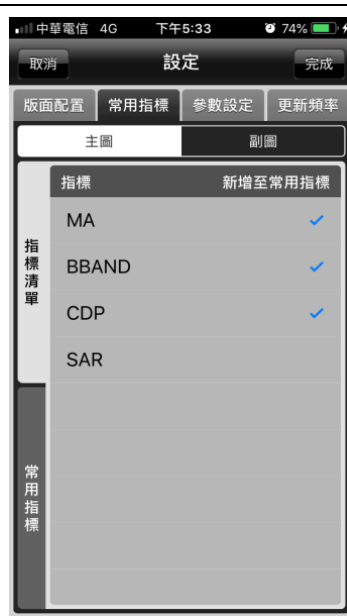 中華電信 4G 下午5:33 74%
取消 設定 完成
版面配置 常用指標 參數設定 更新頻率
主圖 副圖
指標 新增至常用指標
MA
BBAND
CDP
SAR
指標清單
常用指標